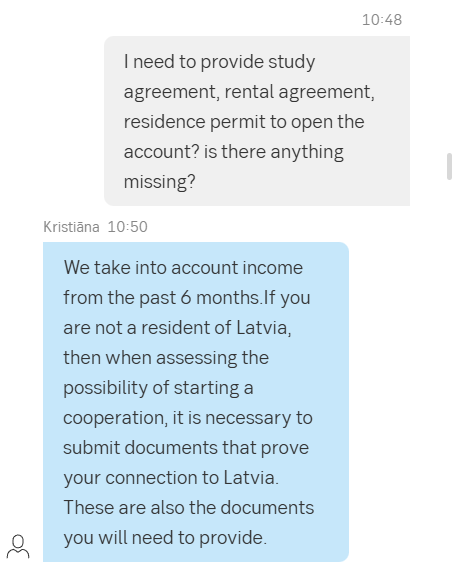 10:48
I need to provide study
agreement, rental agreement,
residence permit to open the
account? is there anything
missing?
Kristiāna 10:50
We take into account income
from the past 6 months.If you
are not a resident of Latvia,
then when assessing the
possibility of starting a
cooperation, it is necessary to
submit documents that prove
your connection to Latvia.
These are also the documents
you will need to provide.